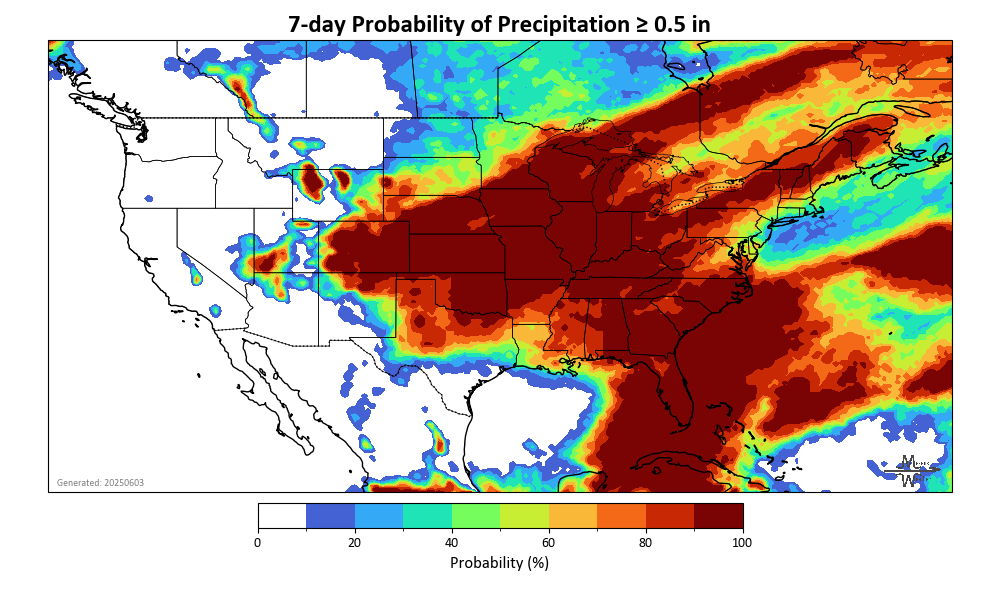 7-day Probability of Precipitation ≥ 0.5 in
Generated: 20250603
0 20 40 60 80 100
Probability (%)